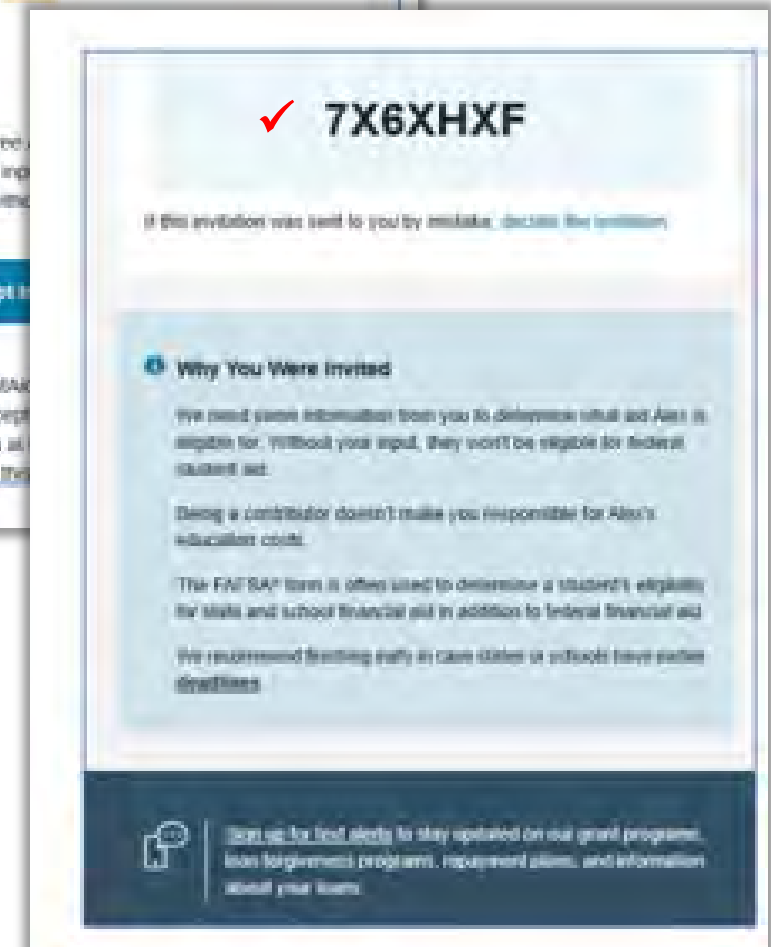 7X6XHXF
If this invitation was sent to you by mistake, decline the invitation
Why You Were Invited
We need some information from you to determine what aid Alex is
eligible for. Without your input, they won't be eligible for federal
student aid.
Being a contributor doesn't make you responsible for Alex's
education costs.
The FAFSA® form is often used to determine a student's eligibility
for state and school financial aid in addition to federal financial aid.
We recommend finishing early in case states or schools have earlier
deadlines.
Sign up for text alerts to stay updated on our grant programs,
loan forgiveness programs, repayment plans, and information
about your loans.